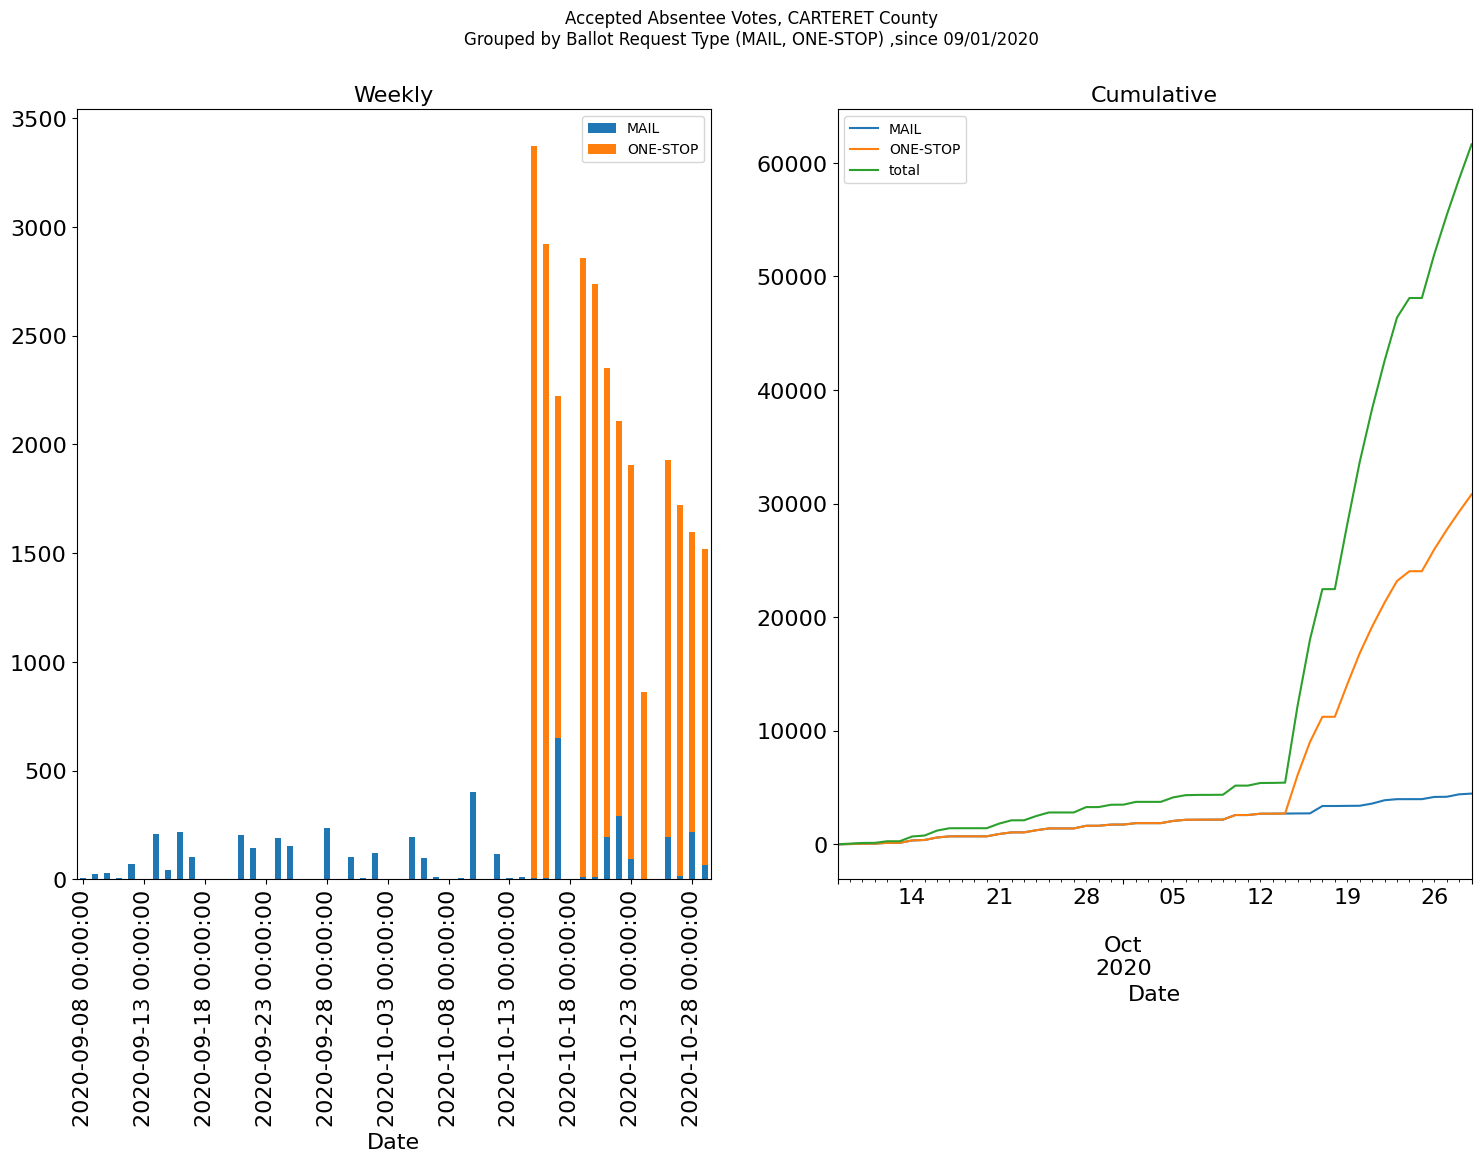 Accepted Absentee Votes, CARTERET County
Grouped by Ballot Request Type (MAIL, ONE-STOP) ,since 09/01/2020
Weekly
MAIL
ONE-STOP
3500
3000
2500
2000
1500
1000
500
0
2020-09-08 00:00:00
2020-09-13 00:00:00
2020-09-18 00:00:00
2020-09-23 00:00:00
2020-09-28 00:00:00
2020-10-03 00:00:00
2020-10-08 00:00:00
2020-10-13 00:00:00
2020-10-18 00:00:00
2020-10-23 00:00:00
2020-10-28 00:00:00
Date
Cumulative
MAIL
ONE-STOP
total
60000
50000
40000
30000
20000
10000
0
14 21 28 05 12 19 26
Oct
2020
Date